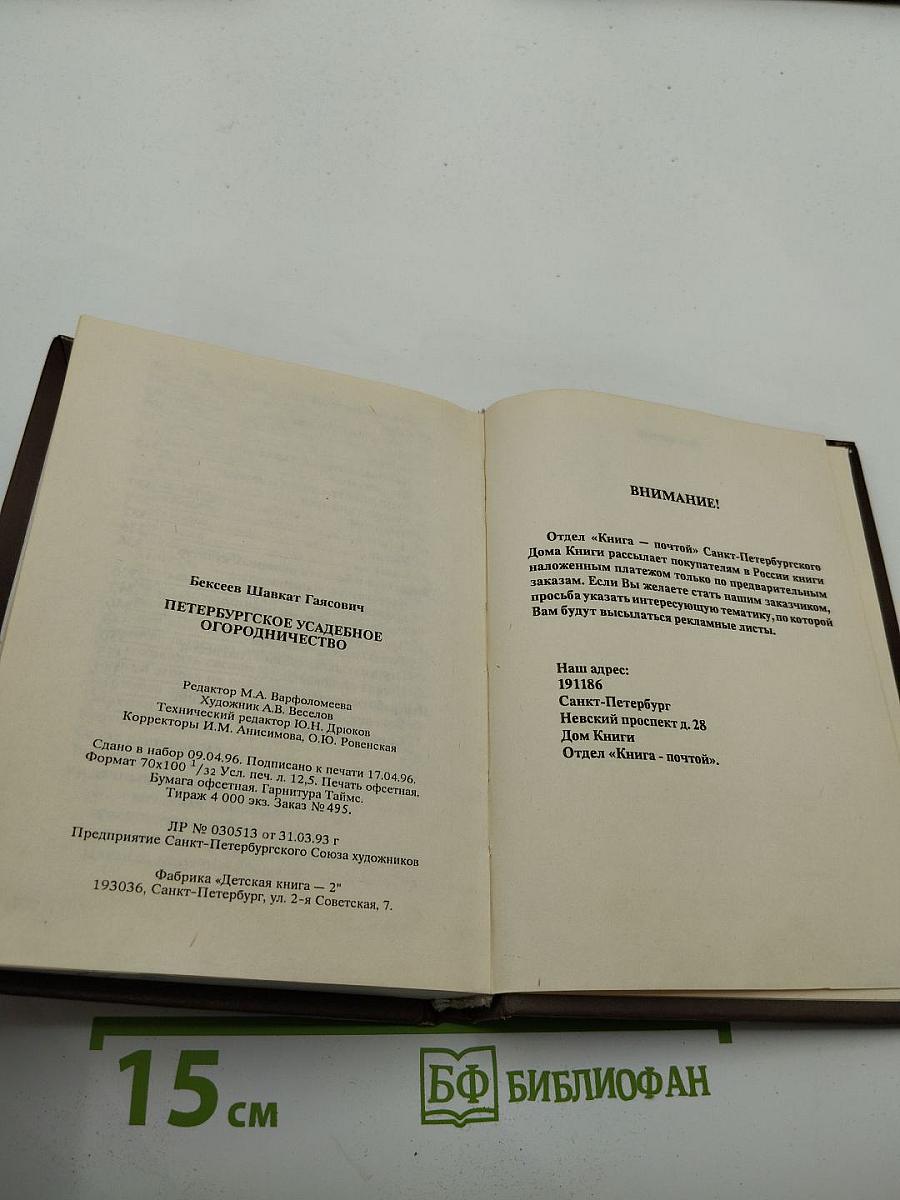 Бексеев Шавкат Гаясович
ПЕТЕРБУРГСКОЕ УСАДЕБНОЕ
ОГОРОДНИЧЕСТВО
Редактор М.А. Варфоломеева
Художник А.В. Веселов
Технический редактор Ю.Н. Дрюков
Корректоры И.М. Анисимова, О.Ю. Ровенская
Сдано в набор 09.04.96. Подписано к печати 17.04.96.
Формат 70х100 1/32 Усл. печ. л. 12,5. Печать офсетная.
Бумага офсетная. Гарнитура Таймс.
Тираж 4 000 экз. Заказ № 495.
ЛР № 030513 от 31.03.93 г
Предприятие Санкт-Петербургского Союза художников
Фабрика «Детская книга — 2"
193036, Санкт-Петербург, ул. 2-я Советская, 7.
ВНИМАНИЕ!
Отдел «Книга — почтой» Санкт-Петербургского
Дома Книги рассылает покупателям в России книги
наложенным платежом только по предварительным
заказам. Если Вы желаете стать нашим заказчиком,
просьба указать интересующую тематику, по которой
Вам будут высылаться рекламные листы.
Наш адрес:
191186
Санкт-Петербург
Невский проспект д. 28
Дом Книги
Отдел «Книга - почтой».
15 см
БФ БИБЛИОФАН